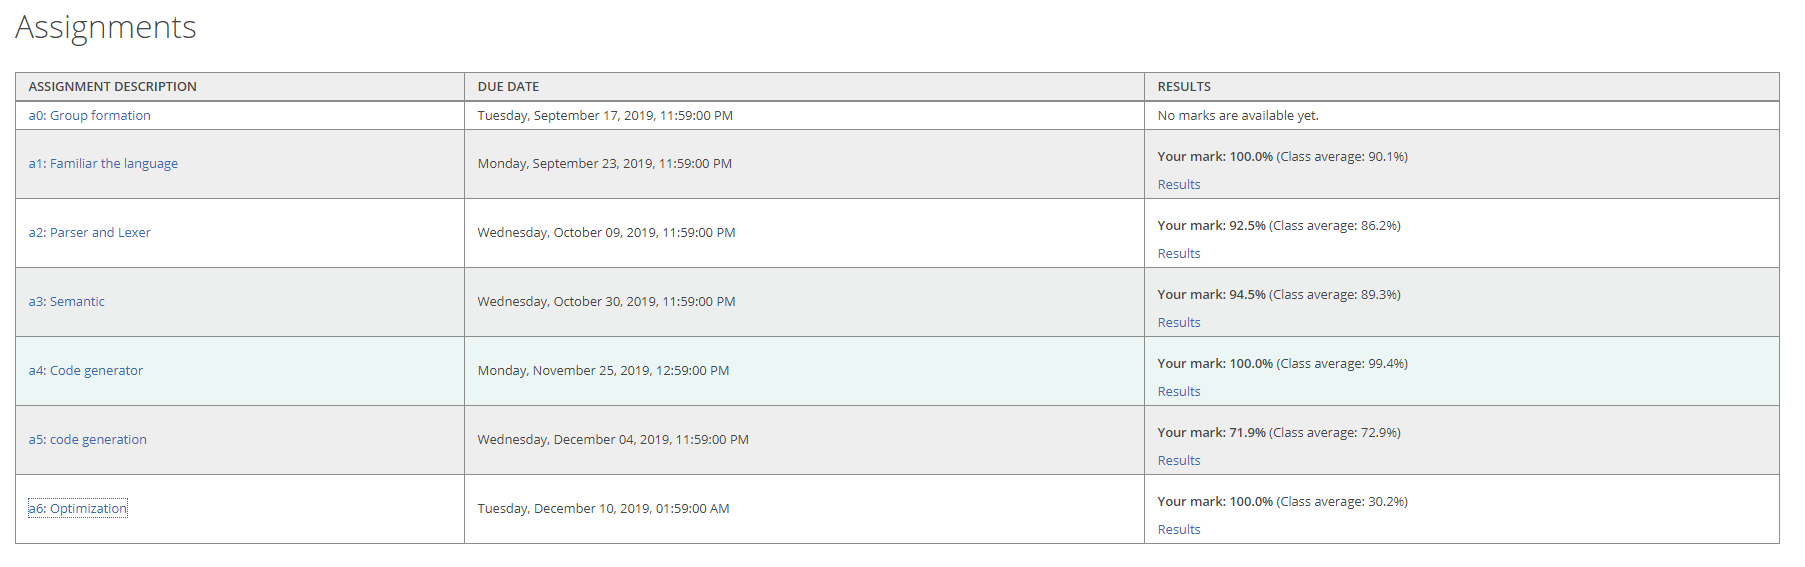 Assignments
ASSIGNMENT DESCRIPTION DUE DATE RESULTS
a0: Group formation Tuesday, September 17, 2019, 11:59:00 PM No marks are available yet.
a1: Familiar the language Monday, September 23, 2019, 11:59:00 PM Your mark: 100.0% (Class average: 90.1%)
Results
a2: Parser and Lexer Wednesday, October 09, 2019, 11:59:00 PM Your mark: 92.5% (Class average: 86.2%)
Results
a3: Semantic Wednesday, October 30, 2019, 11:59:00 PM Your mark: 94.5% (Class average: 89.3%)
Results
a4: Code generator Monday, November 25, 2019, 12:59:00 PM Your mark: 100.0% (Class average: 99.4%)
Results
a5: code generation Wednesday, December 04, 2019, 11:59:00 PM Your mark: 71.9% (Class average: 72.9%)
Results
a6: Optimization Tuesday, December 10, 2019, 01:59:00 AM Your mark: 100.0% (Class average: 30.2%)
Results